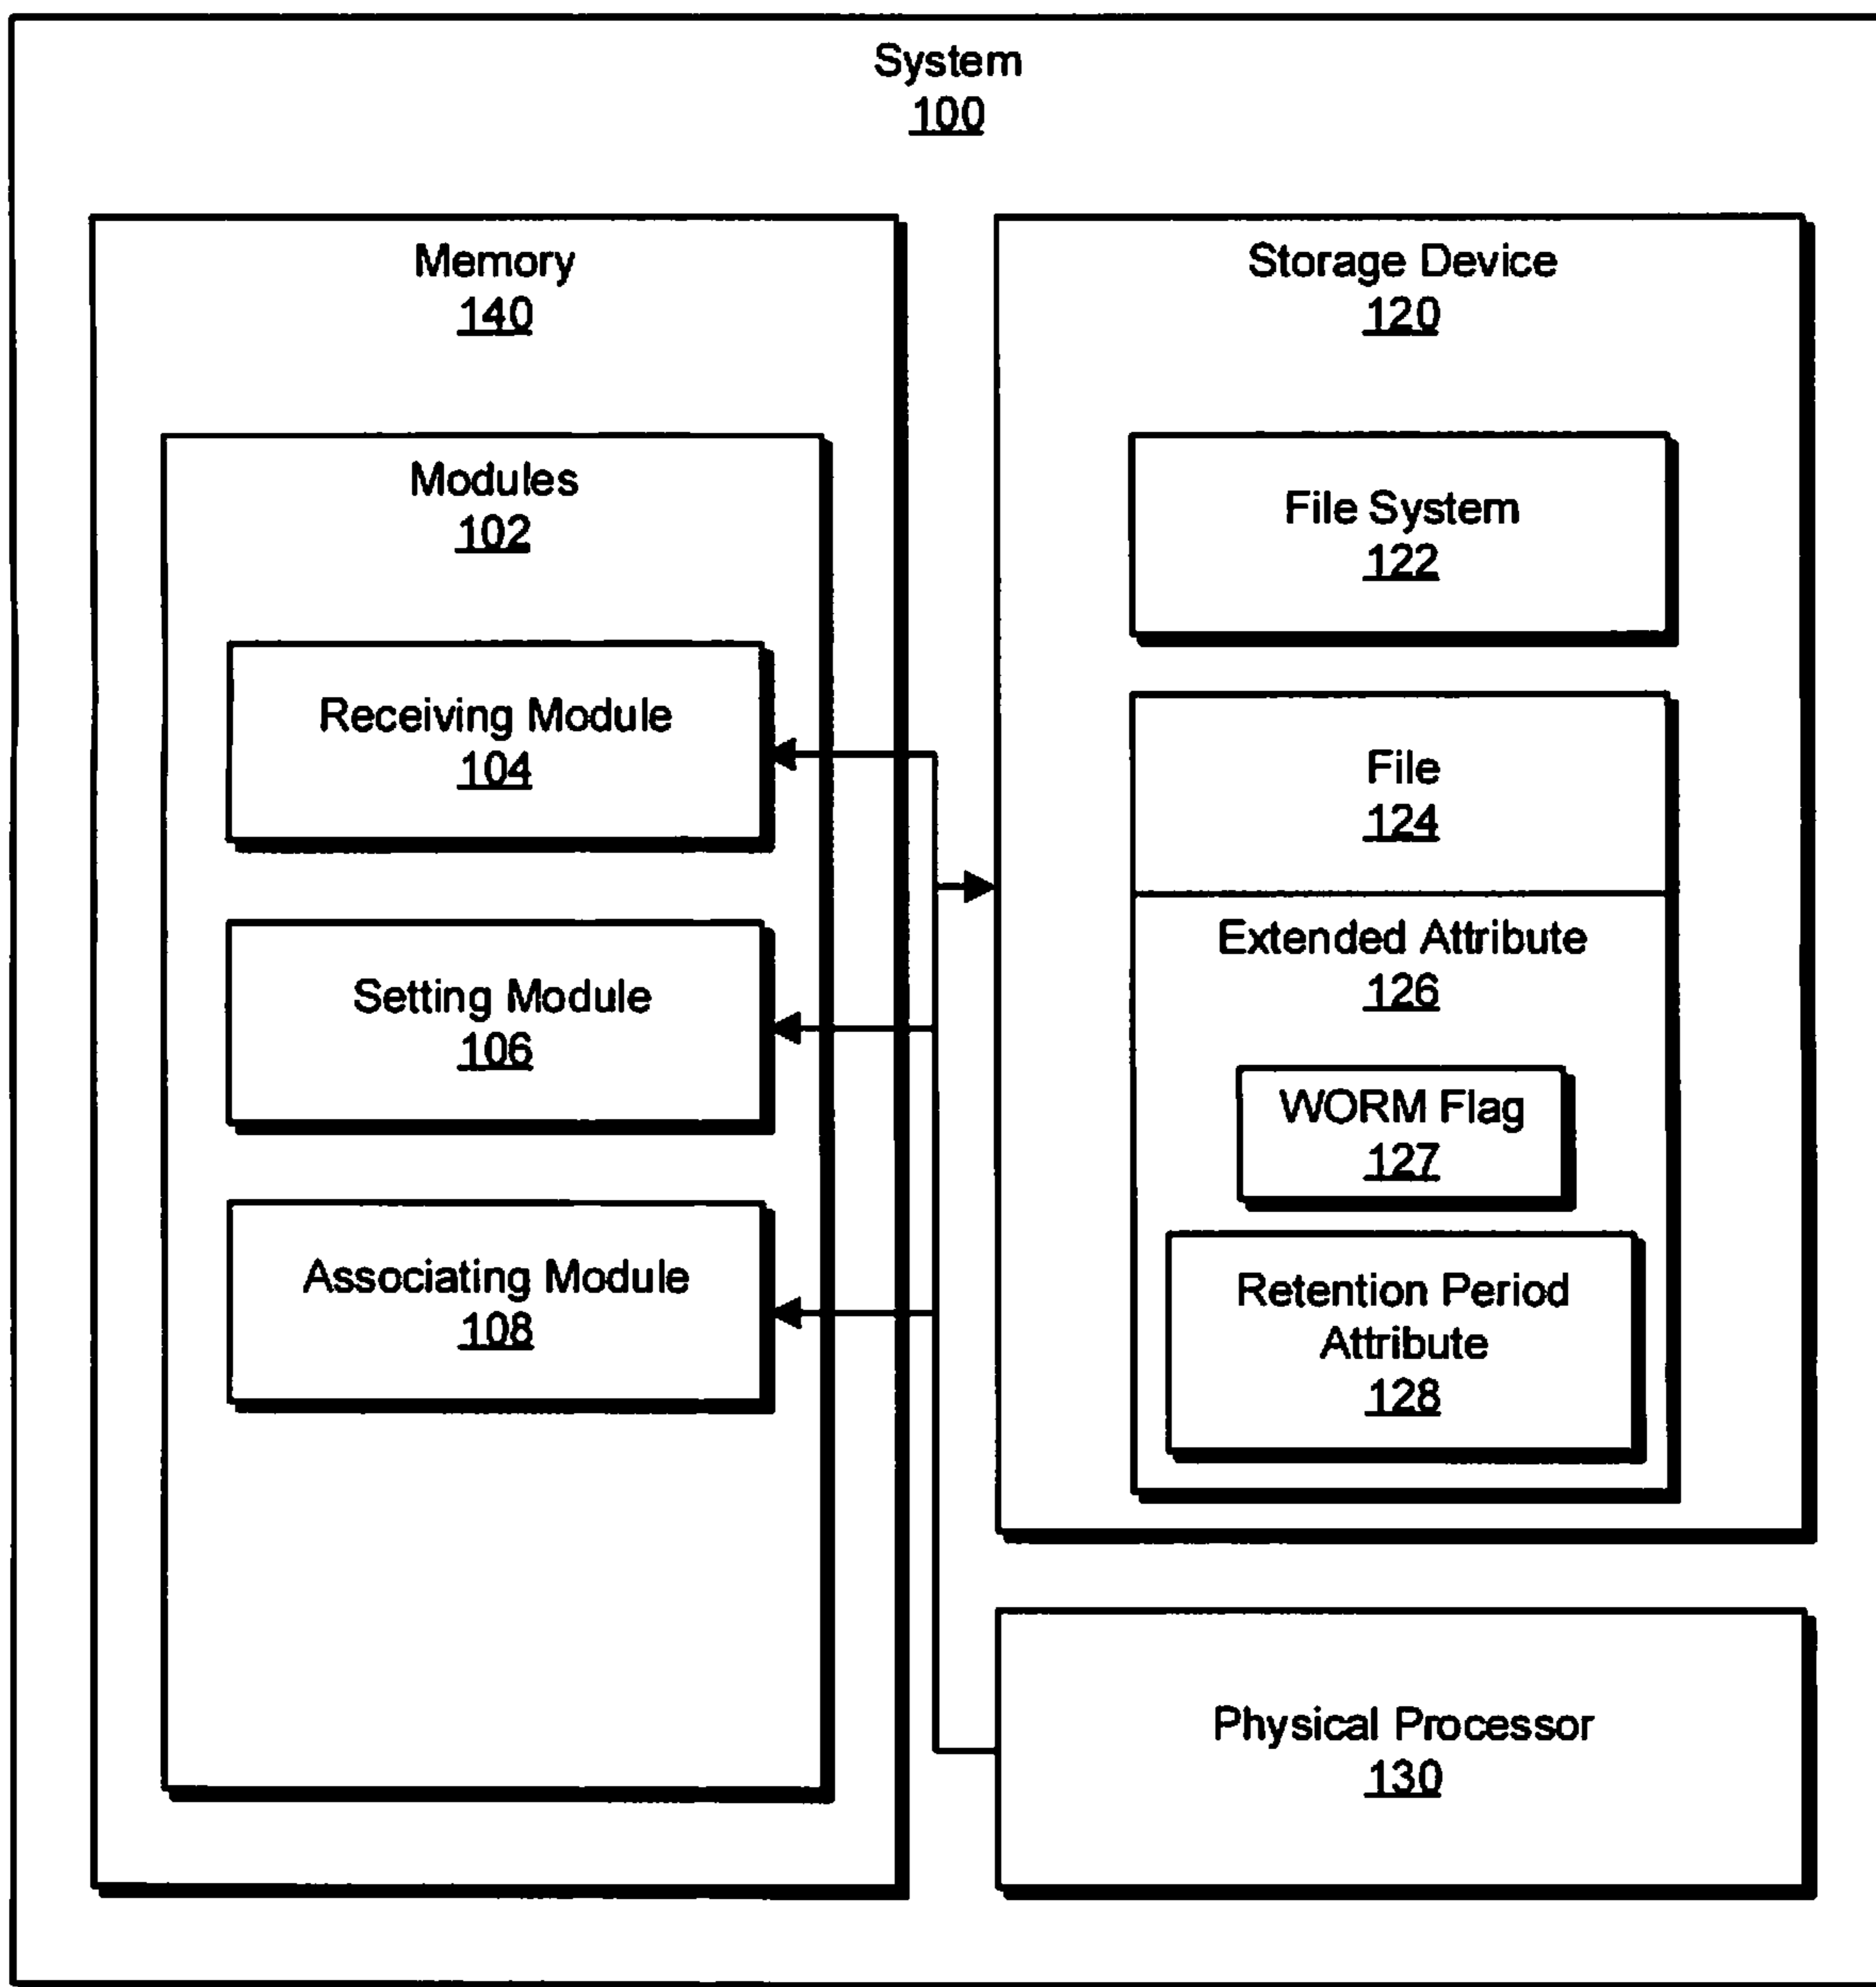 System
100
Memory
140
Modules
102
Receiving Module
104
Setting Module
106
Associating Module
108
Storage Device
120
File System
122
File
124
Extended Attribute
126
WORM Flag
127
Retention Period
Attribute
128
Physical Processor
130